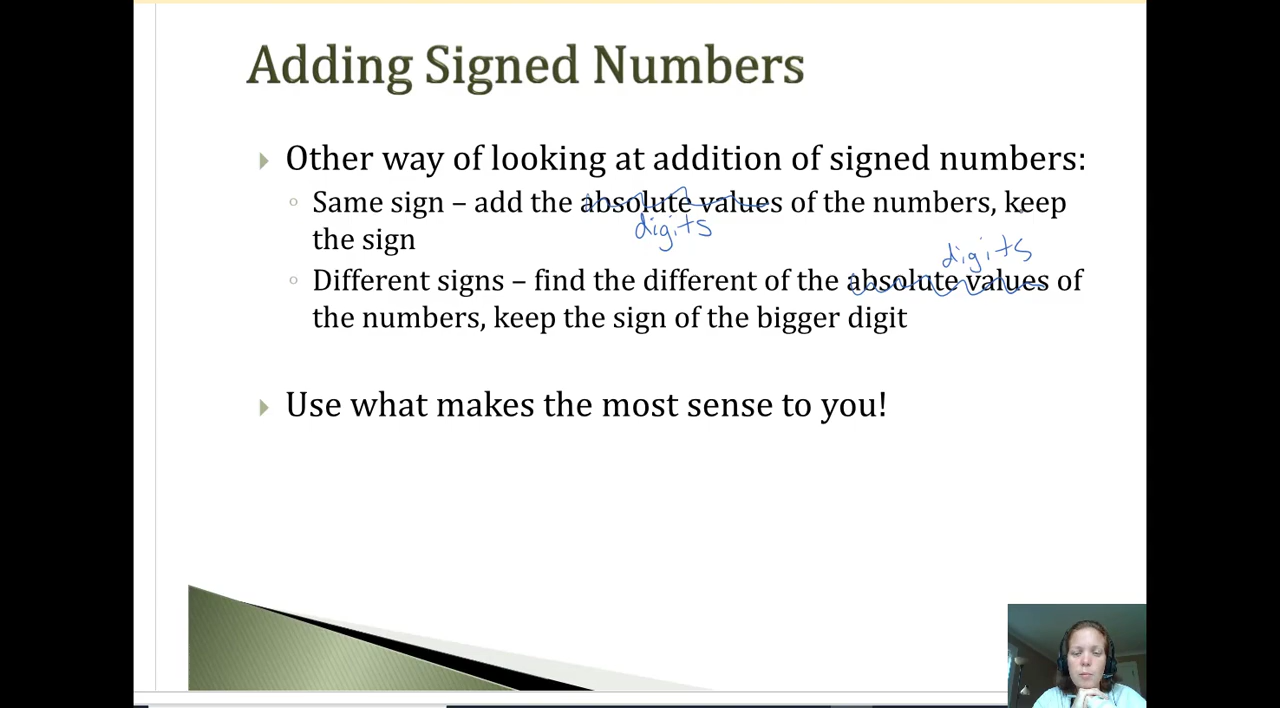 Adding Signed Numbers
Other way of looking at addition of signed numbers:
Same sign – add the absolute values of the numbers, keep
digits
the sign
digits
Different signs – find the different of the absolute values of
the numbers, keep the sign of the bigger digit
Use what makes the most sense to you!